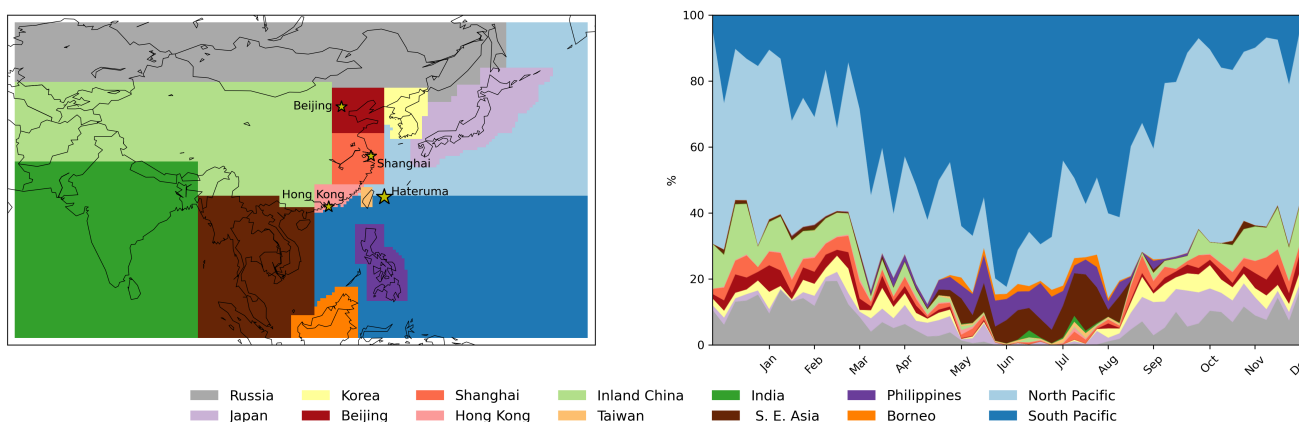 Beijing
Shanghai
Hong Kong
Hateruma
100
80
60
40
20
0
%
Jan
Feb
Mar
Apr
May
Jun
Jul
Aug
Sep
Oct
Nov
Russia Korea Shanghai Inland China India Philippines North Pacific
Japan Beijing Hong Kong Taiwan S. E. Asia Borneo South Pacific